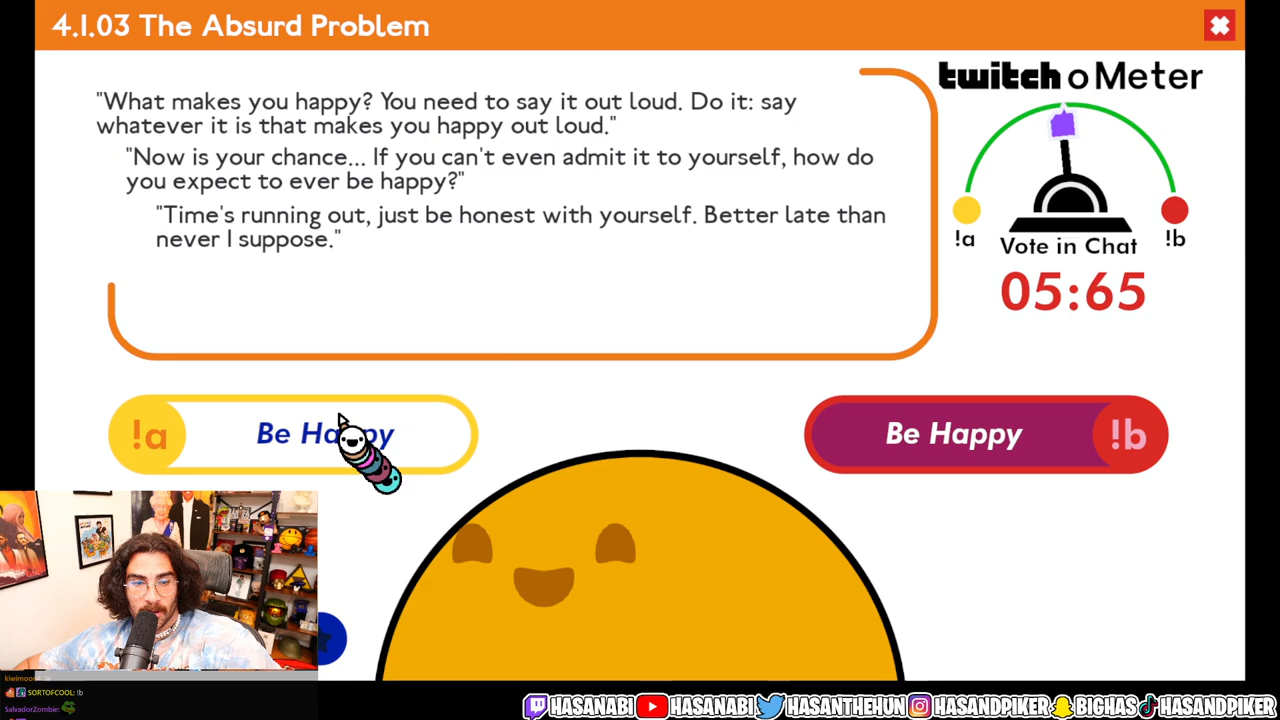 4.1.03 The Absurd Problem
"What makes you happy? You need to say it out loud. Do it: say
whatever it is that makes you happy out loud."
"Now is your chance... If you can't even admit it to yourself, how do
you expect to ever be happy?"
"Time's running out, just be honest with yourself. Better late than
never I suppose."
twitch o Meter
!a
!b
Vote in Chat
05:65
!a
Be Happy
Be Happy
!b
SORTOFCOOL: !b
SalvadorZombie:
HASANABI
HASANABI
HASANTHEHUN
HASANDPIKER
BIGHAS
HASANDPIKER